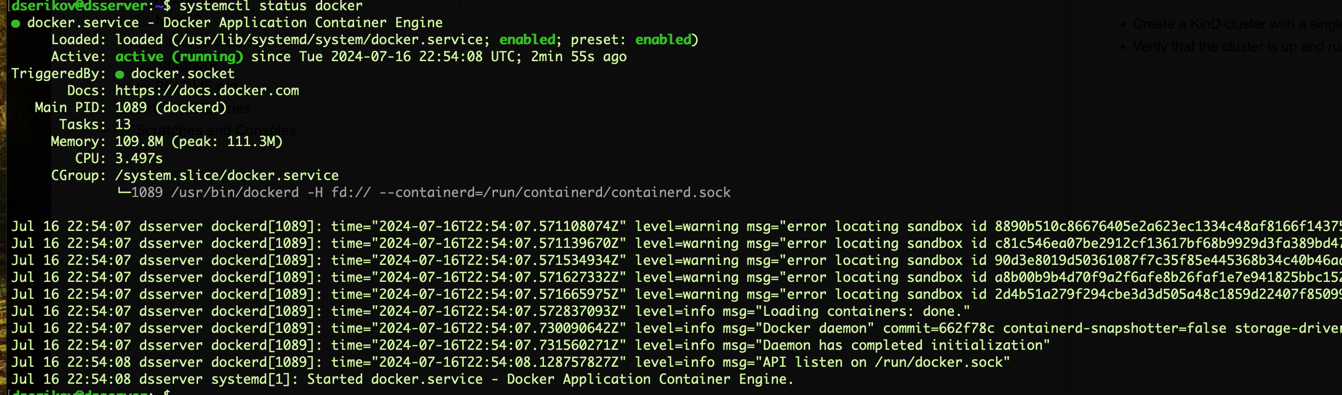 dserikov@dsserver:~$ systemctl status docker
● docker.service - Docker Application Container Engine
Loaded: loaded (/usr/lib/systemd/system/docker.service; enabled; preset: enabled)
Active: active (running) since Tue 2024-07-16 22:54:08 UTC; 2min 55s ago
TriggeredBy: ● docker.socket
Docs: https://docs.docker.com
Main PID: 1089 (dockerd)
Tasks: 13
Memory: 109.8M (peak: 111.3M)
CPU: 3.497s
CGroup: /system.slice/docker.service
└─1089 /usr/bin/dockerd -H fd:// --containerd=/run/containerd/containerd.sock
Jul 16 22:54:07 dsserver dockerd[1089]: time="2024-07-16T22:54:07.571108074Z" level=warning msg="error locating sandbox id 8890b510c86676405e2a623ec1334c48af8166f14375
Jul 16 22:54:07 dsserver dockerd[1089]: time="2024-07-16T22:54:07.571139670Z" level=warning msg="error locating sandbox id c81c546ea07be2912cf13617bf68b9929d3fa389bd47
Jul 16 22:54:07 dsserver dockerd[1089]: time="2024-07-16T22:54:07.571534934Z" level=warning msg="error locating sandbox id 90d3e8019d50361087f7c35f85e445368b34c40b46ad
Jul 16 22:54:07 dsserver dockerd[1089]: time="2024-07-16T22:54:07.571627332Z" level=warning msg="error locating sandbox id a8b00b9b4d70f9a2f6afe8b26faf1e7e941825bbc152
Jul 16 22:54:07 dsserver dockerd[1089]: time="2024-07-16T22:54:07.571665975Z" level=warning msg="error locating sandbox id 2d4b51a279f294cbe3d3d505a48c1859d22407f85099
Jul 16 22:54:07 dsserver dockerd[1089]: time="2024-07-16T22:54:07.572837093Z" level=info msg="Loading containers: done."
Jul 16 22:54:07 dsserver dockerd[1089]: time="2024-07-16T22:54:07.730090642Z" level=info msg="Docker daemon" commit=662f78c containerd-snapshotter=false storage-driver
Jul 16 22:54:07 dsserver dockerd[1089]: time="2024-07-16T22:54:07.731560271Z" level=info msg="Daemon has completed initialization"
Jul 16 22:54:08 dsserver dockerd[1089]: time="2024-07-16T22:54:08.128757827Z" level=info msg="API listen on /run/docker.sock"
Jul 16 22:54:08 dsserver systemd[1]: Started docker.service - Docker Application Container Engine.
dserikov@dsserver:~$
• Create a KinD cluster with a singl
• Verify that the cluster is up and ru
Scratches and Consoles